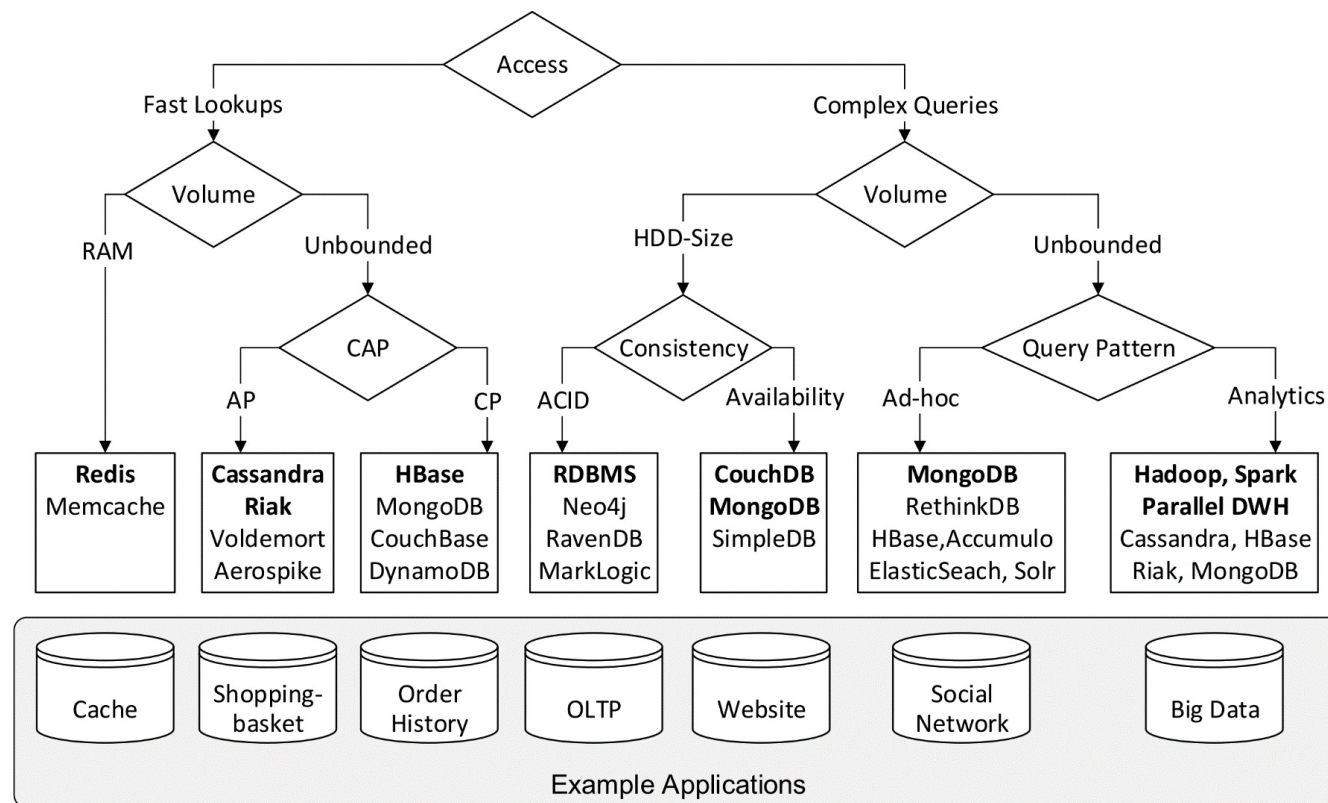 Access
Fast Lookups
Complex Queries
Volume
Volume
RAM
Unbounded
HDD-Size
Unbounded
CAP
Consistency
Query Pattern
AP
CP
ACID
Availability
Ad-hoc
Analytics
Redis
Memcache
Cassandra
Riak
Voldemort
Aerospike
HBase
MongoDB
CouchBase
DynamoDB
RDBMS
Neo4j
RavenDB
MarkLogic
CouchDB
MongoDB
SimpleDB
MongoDB
RethinkDB
HBase,Accumulo
ElasticSeach, Solr
Hadoop, Spark
Parallel DWH
Cassandra, HBase
Riak, MongoDB
Cache
Shopping-
basket
Order
History
OLTP
Website
Social
Network
Big Data
Example Applications